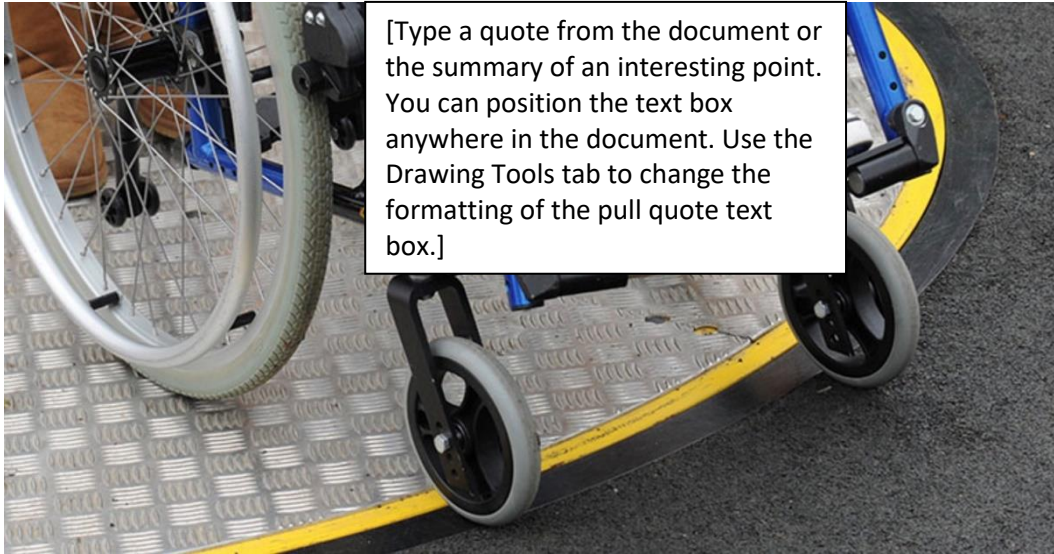 [Type a quote from the document or
the summary of an interesting point.
You can position the text box
anywhere in the document. Use the
Drawing Tools tab to change the
formatting of the pull quote text
box.]